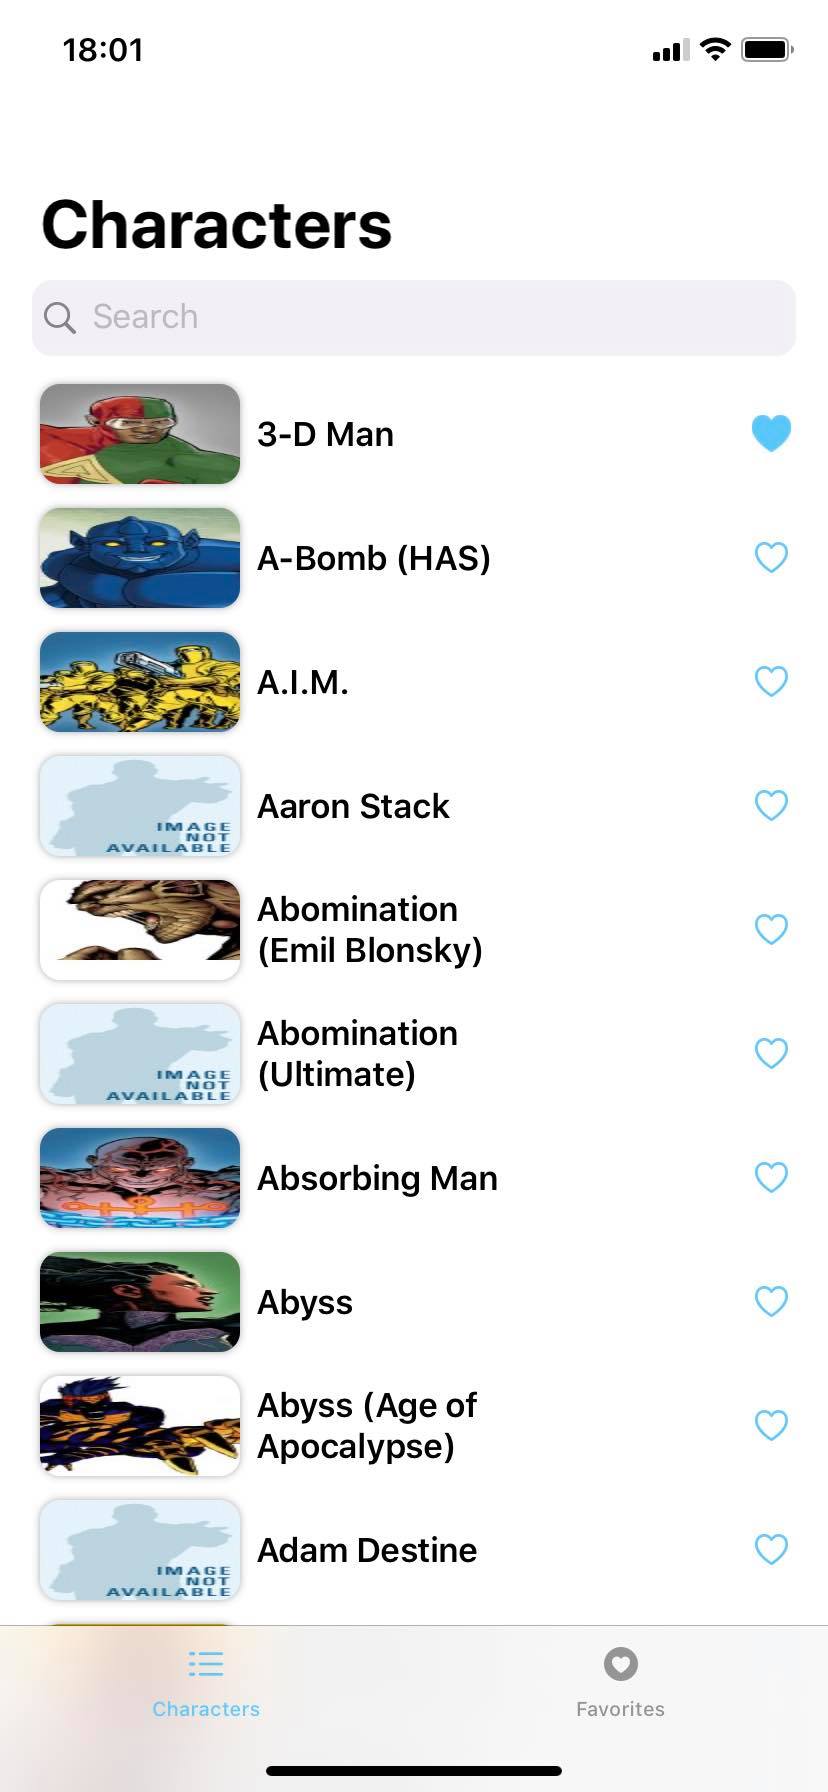 18:01
Characters
Search
3-D Man
A-Bomb (HAS)
A.I.M.
IMAGE
NOT
AVAILABLE
Aaron Stack
Abomination
(Emil Blonsky)
IMAGE
NOT
AVAILABLE
Abomination
(Ultimate)
Absorbing Man
Abyss
Abyss (Age of
Apocalypse)
IMAGE
NOT
AVAILABLE
Adam Destine
Characters
Favorites